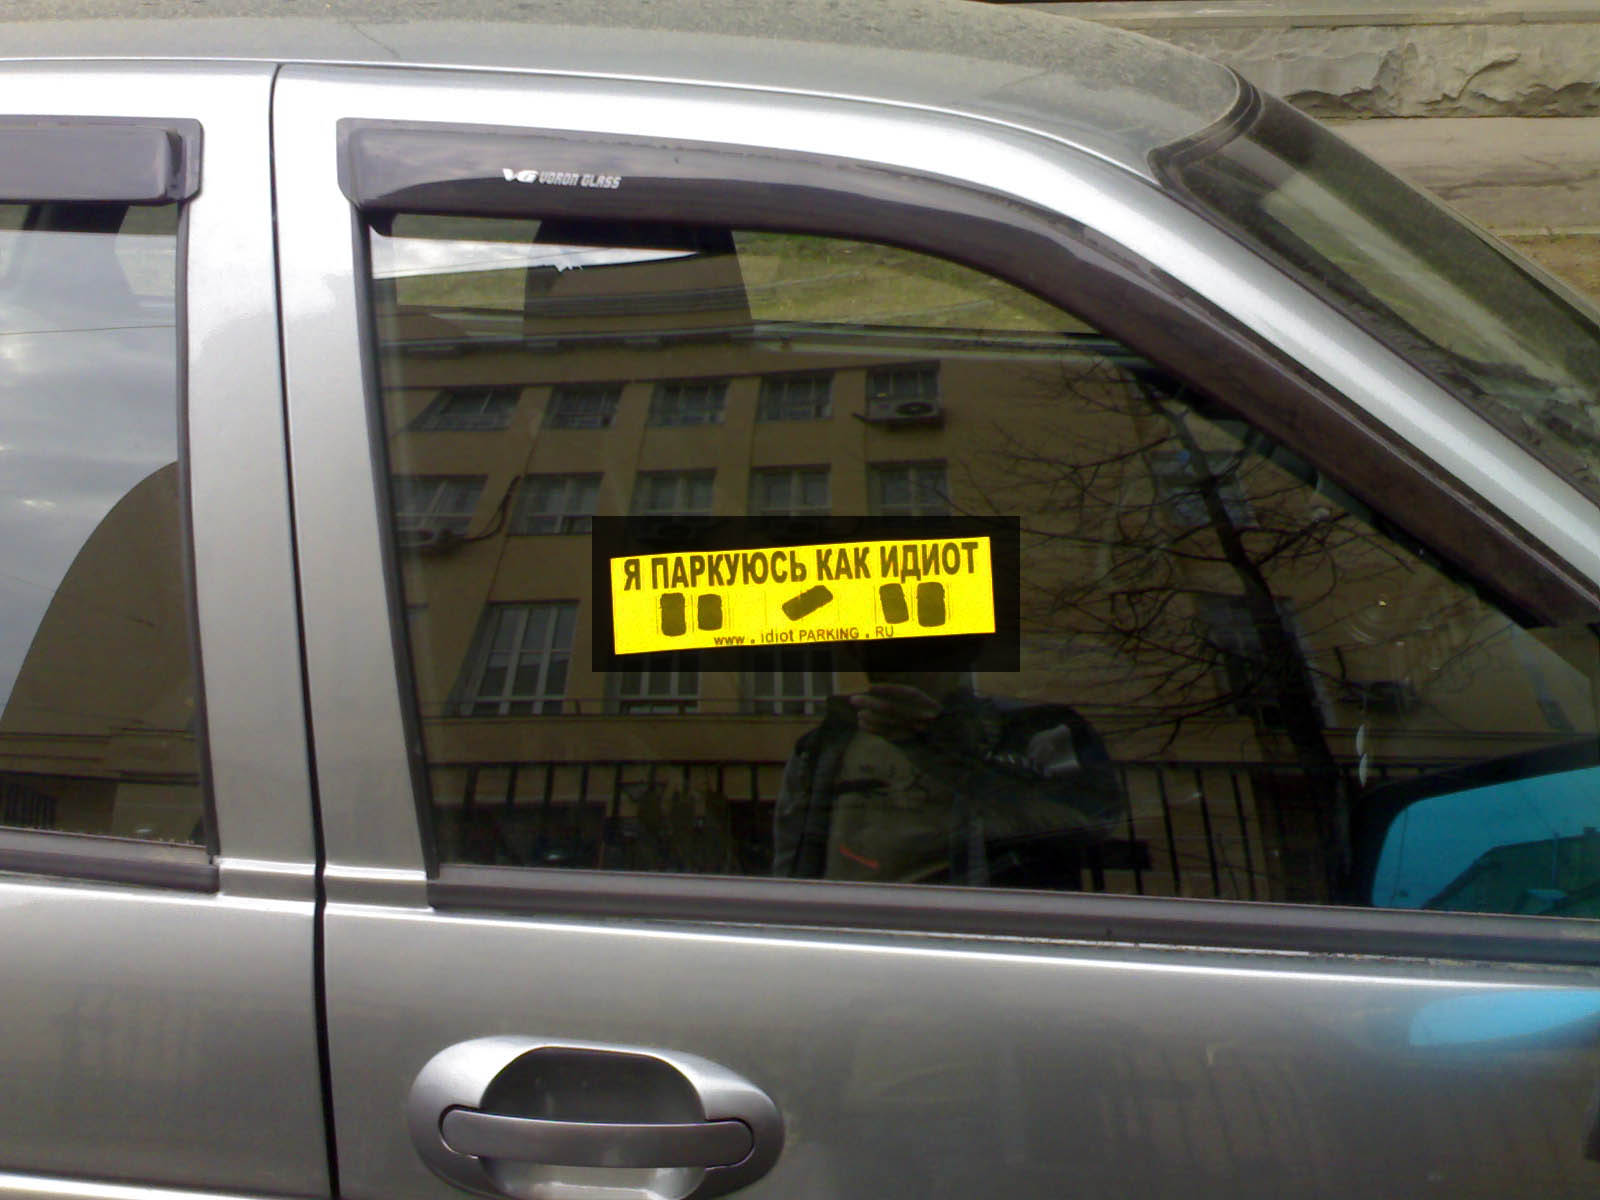 VG VORON GLASS
Я ПАРКУЮСЬ КАК ИДИОТ
www . idiot PARKING . RU